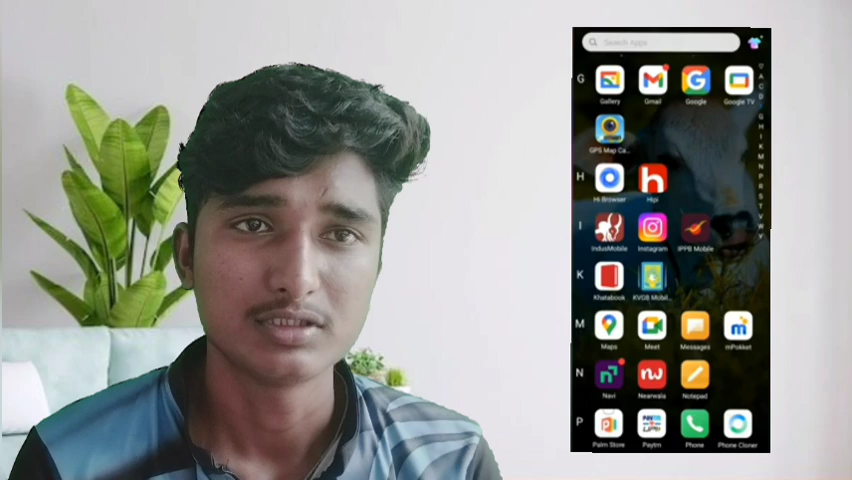 Search Apps
G
Gallery
Gmail
Google
Google TV
GPS Map Ca...
H
Hi Browser
Hipi
I
IndusMobile
Instagram
IPPB Mobile
K
Khatabook
KVGB Mobil...
M
Maps
Meet
Messages
mPokket
N
Navi
Nearwala
Notepad
P
Palm Store
Paytm
Phone
Phone Cloner